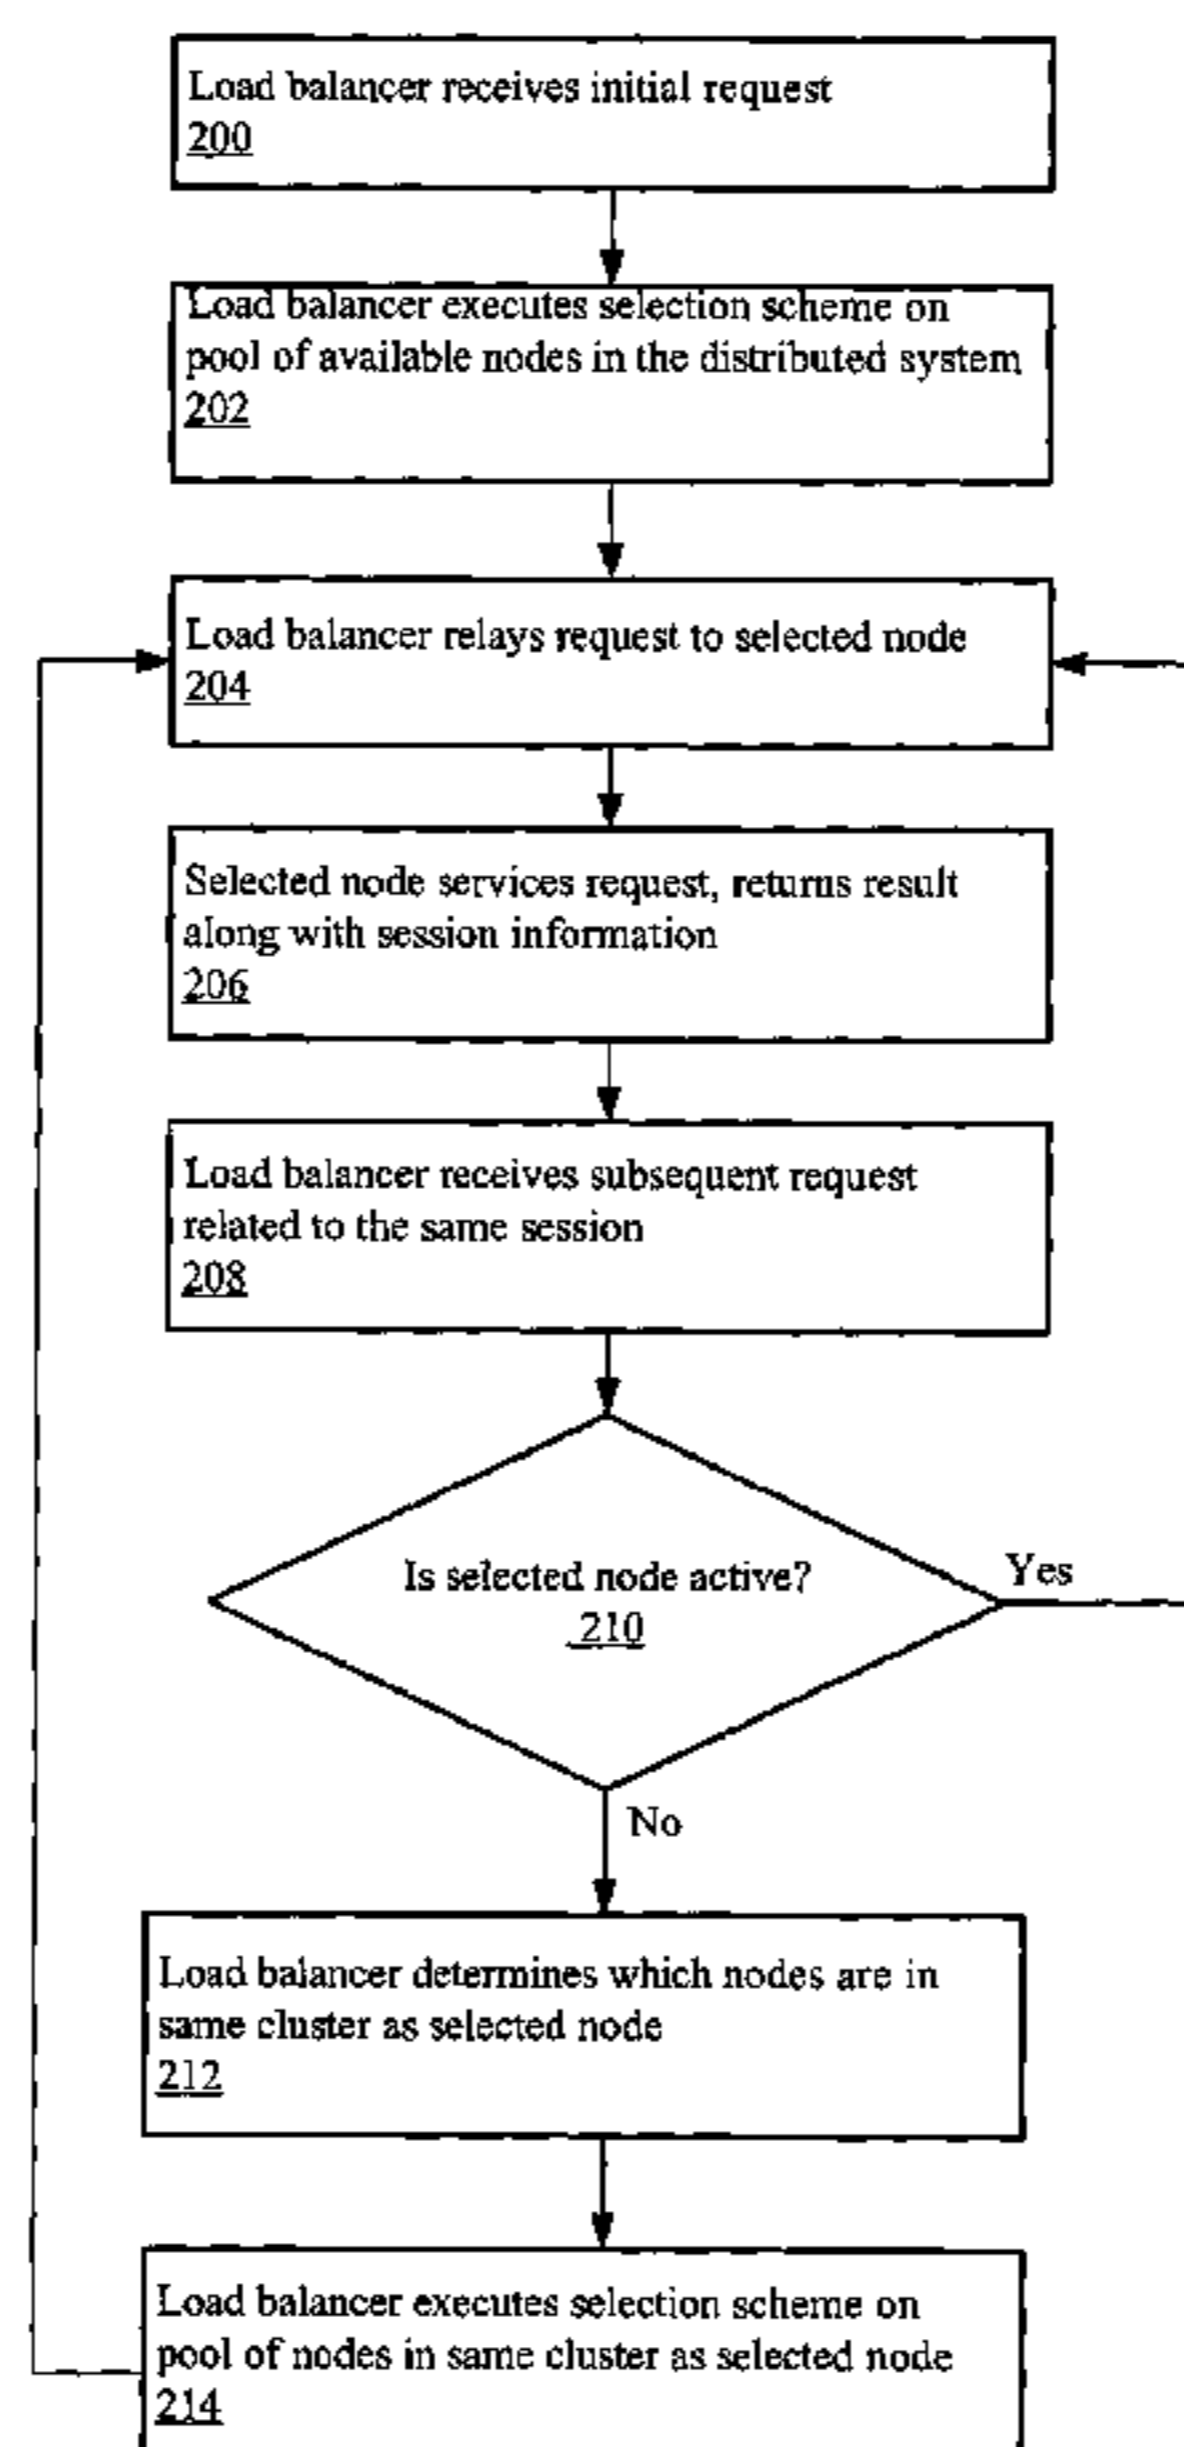 Load balancer receives initial request
200
Load balancer executes selection scheme on
pool of available nodes in the distributed system
202
Load balancer relays request to selected node
204
Selected node services request, returns result
along with session information
206
Load balancer receives subsequent request
related to the same session
208
Is selected node active?
210
Yes
No
Load balancer determines which nodes are in
same cluster as selected node
212
Load balancer executes selection scheme on
pool of nodes in same cluster as selected node
214